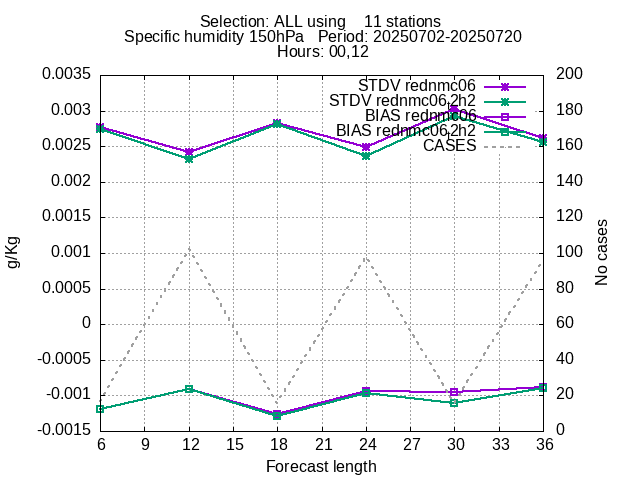 Selection: ALL using    11 stations
Specific humidity 150hPa   Period: 20250702-20250720
Hours: 00,12
0.0035
0.003
0.0025
0.002
0.0015
0.001
0.0005
0
-0.0005
-0.001
-0.0015
200
180
160
140
120
100
80
60
40
20
0
STDV rednmc06
STDV rednmc06,2h2
BIAS rednmc06
BIAS rednmc06,2h2
CASES
g/Kg
No cases
6 9 12 15 18 21 24 27 30 33 36
Forecast length